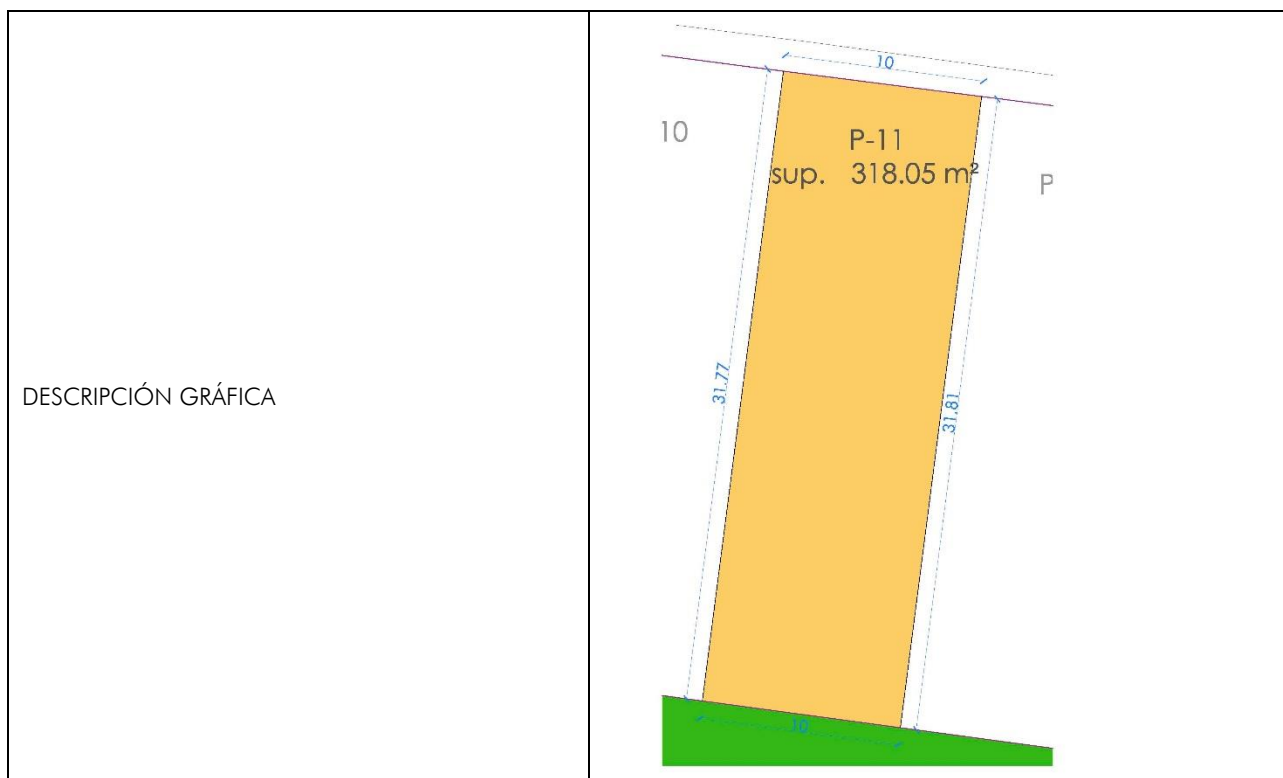 DESCRIPCIÓN GRÁFICA
10
10
P-11
sup. 318.05 m²
P
31.77
31.81
10